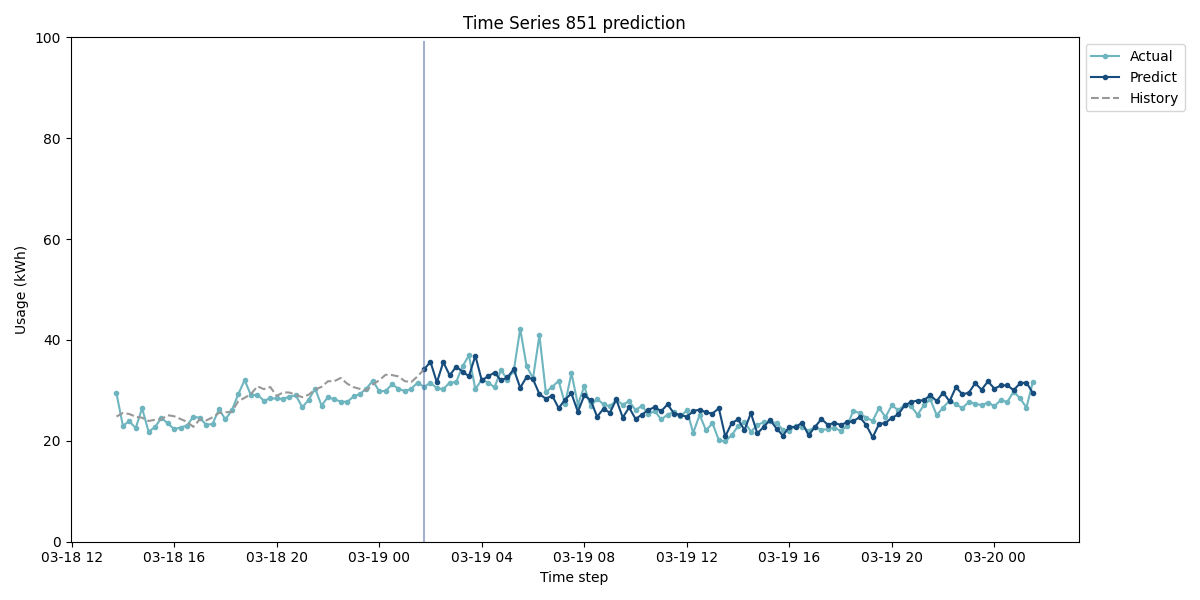 Time Series 851 prediction
100
80
60
40
20
0
Usage (kWh)
03-18 12 03-18 16 03-18 20 03-19 00 03-19 04 03-19 08 03-19 12 03-19 16 03-19 20 03-20 00
Time step
Actual
Predict
History